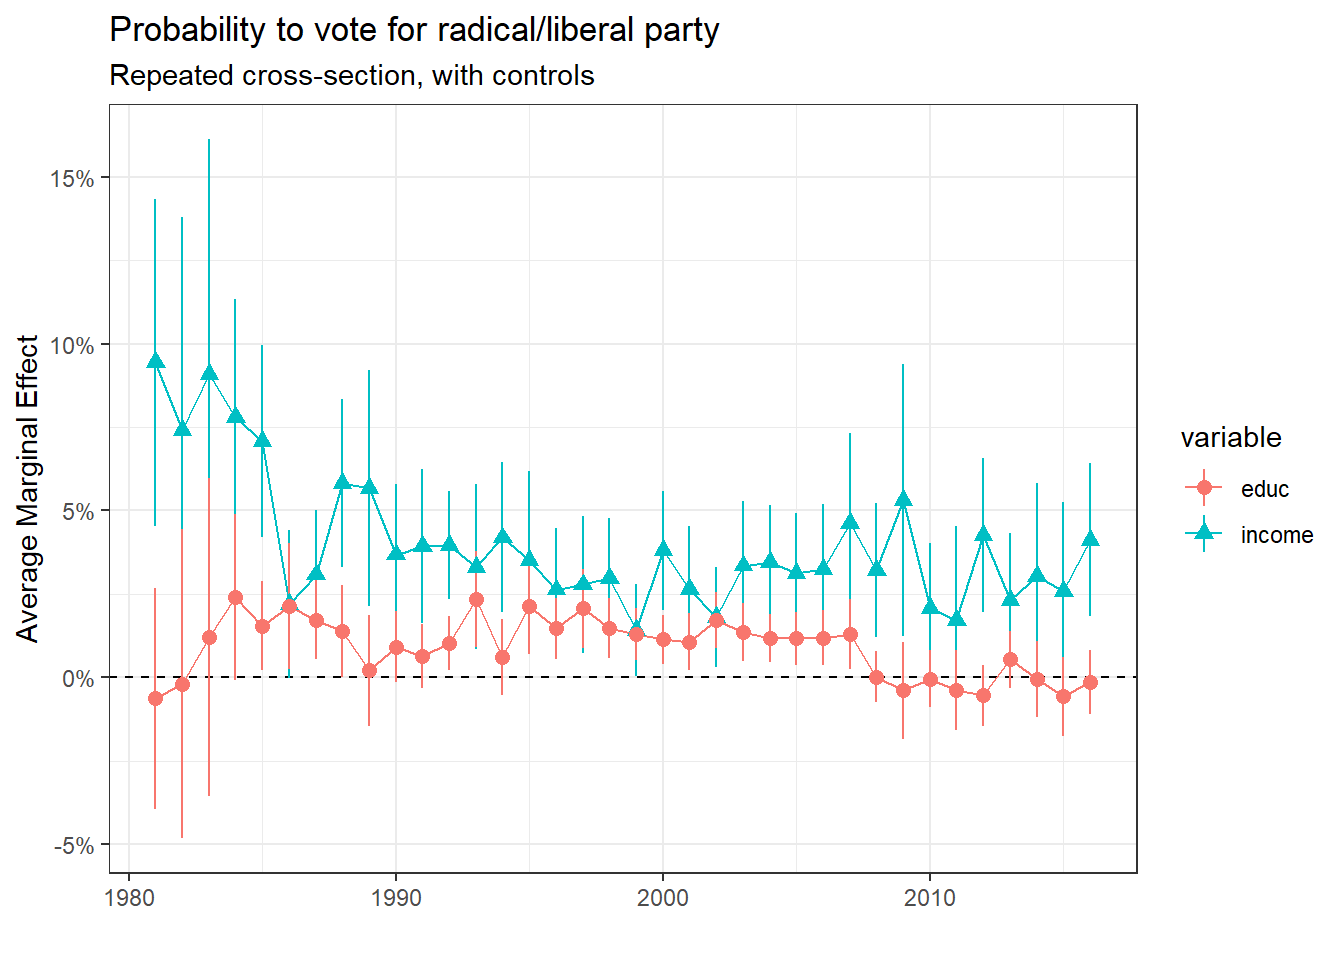 Probability to vote for radical/liberal party
Repeated cross-section, with controls
Average Marginal Effect
15%
10%
5%
0%
-5%
1980
1990
2000
2010
variable
educ
income